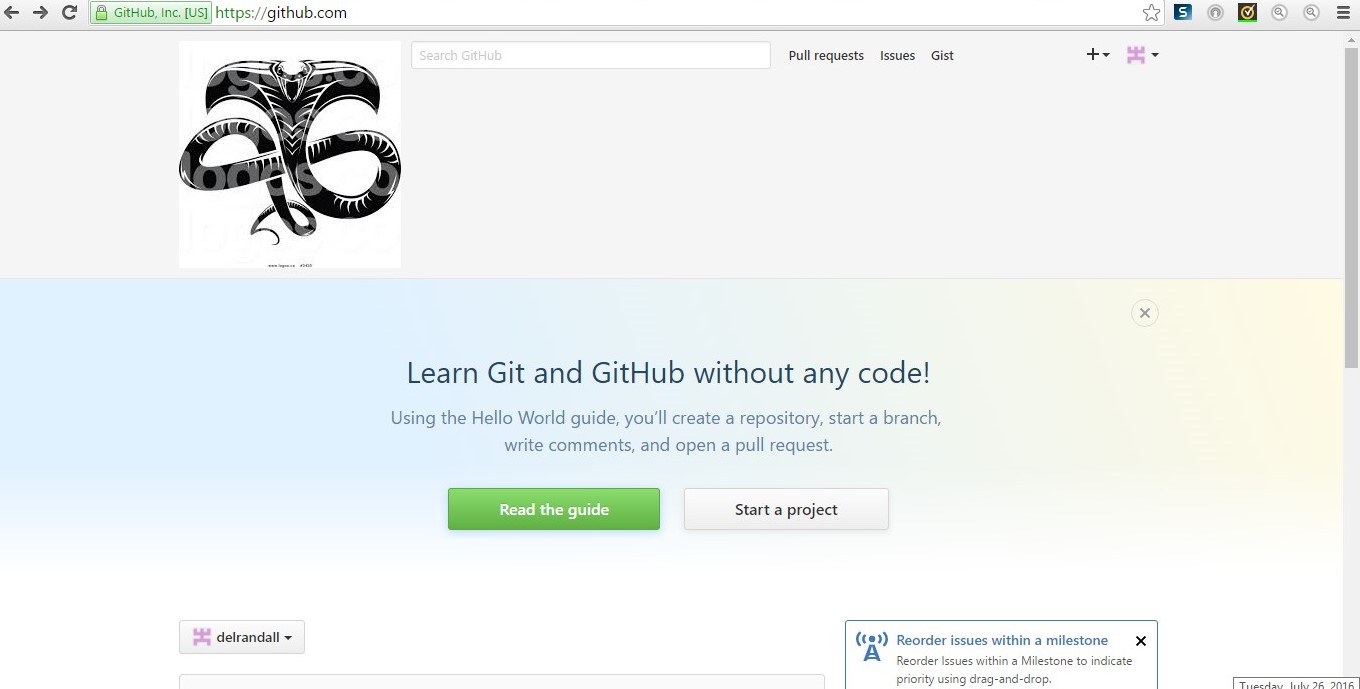 GitHub, Inc. [US] https://github.com
Search GitHub
Pull requests Issues Gist
Learn Git and GitHub without any code!
Using the Hello World guide, you’ll create a repository, start a branch,
write comments, and open a pull request.
Read the guide Start a project
delrandall
Reorder issues within a milestone
Reorder Issues within a Milestone to indicate
priority using drag-and-drop.
Tuesday, July 26, 2016